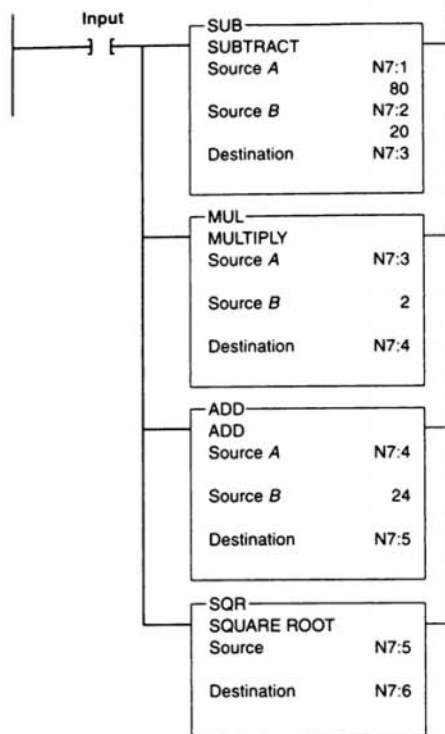 Input
SUB
SUBTRACT
Source A N7:1
80
Source B N7:2
20
Destination N7:3
MUL
MULTIPLY
Source A N7:3
Source B 2
Destination N7:4
ADD
ADD
Source A N7:4
Source B 24
Destination N7:5
SQR
SQUARE ROOT
Source N7:5
Destination N7:6